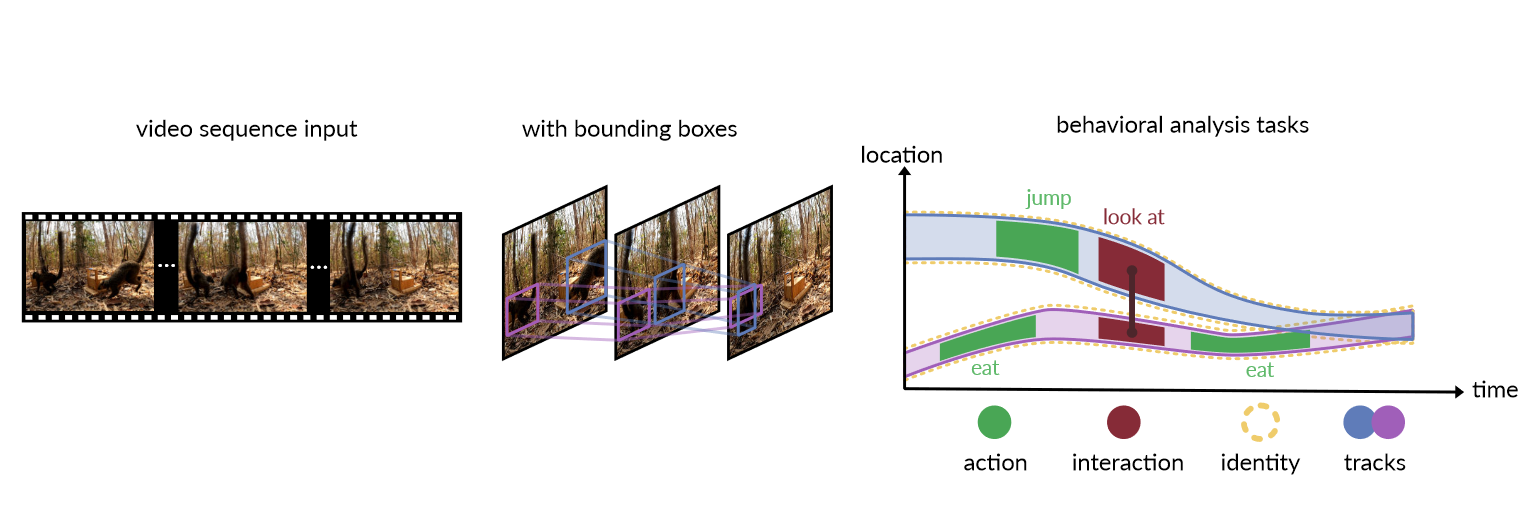 video sequence input
with bounding boxes
behavioral analysis tasks
location
jump
look at
eat
eat
time
action
interaction
identity
tracks